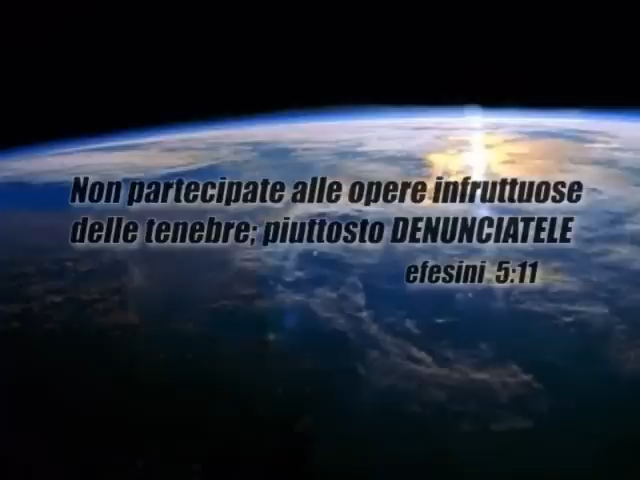 Non partecipate alle opere infruttuose
delle tenebre; piuttosto DENUNCIATELE
efesini 5:11